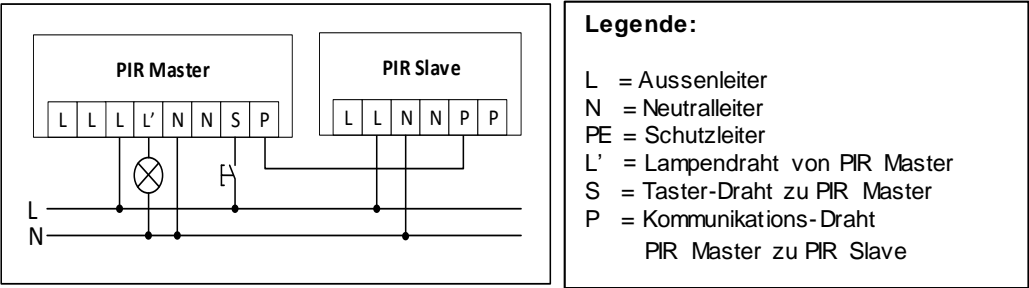 PIR Master
L L L L’ N N S P
PIR Slave
L L N N P P
L
N
Legende:
L = Aussenleiter
N = Neutralleiter
PE = Schutzleiter
L’ = Lampendraht von PIR Master
S = Taster-Draht zu PIR Master
P = Kommunikations-Draht
PIR Master zu PIR Slave